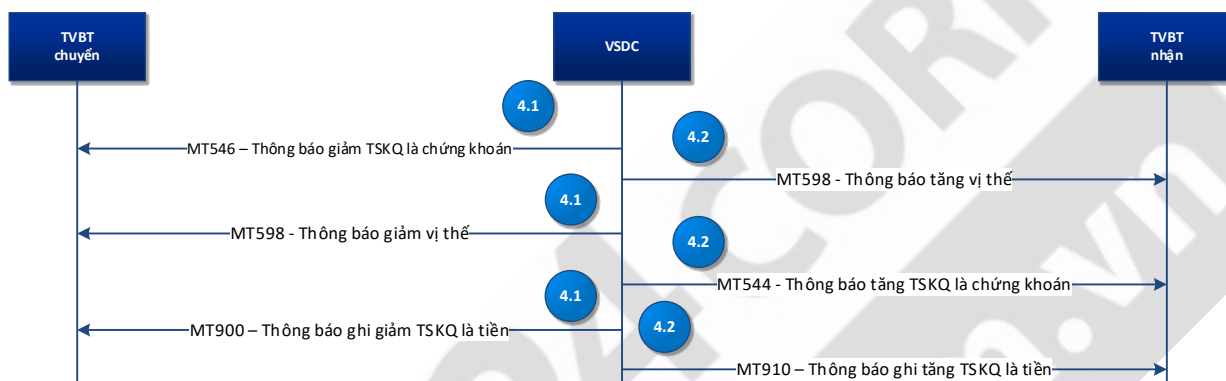 TVBT
chuyển
VSDC
TVBT
nhận
4.1
MT546 – Thông báo giảm TSKQ là chứng khoán
4.2
MT598 - Thông báo tăng vị thế
4.1
MT598 - Thông báo giảm vị thế
4.2
MT544 - Thông báo tăng TSKQ là chứng khoán
4.1
MT900 – Thông báo ghi giảm TSKQ là tiền
4.2
MT910 – Thông báo ghi tăng TSKQ là tiền